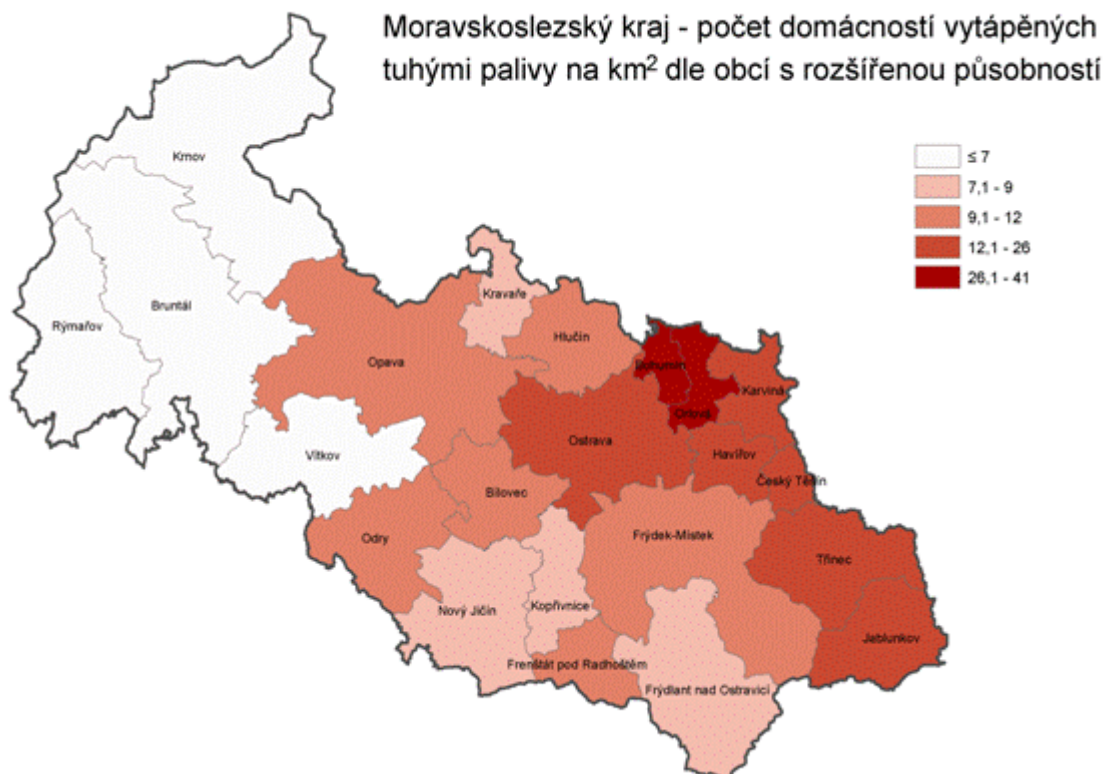 Moravskoslezský kraj - počet domácností vytápěných
tuhými palivy na km² dle obcí s rozšířenou působností
≤ 7
7,1 - 9
9,1 - 12
12,1 - 26
26,1 - 41
Krnov
Bruntál
Rýmařov
Kravaře
Hlučín
Opava
Bohumín
Karviná
Orlová
Ostrava
Havířov
Český Těšín
Vítkov
Bílovec
Odry
Frýdek-Místek
Třinec
Nový Jičín
Kopřivnice
Jablunkov
Frenštát pod Radhoštěm
Frýdlant nad Ostravicí